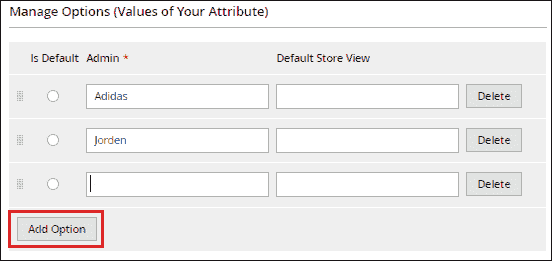 Manage Options (Values of Your Attribute)
Is Default Admin * Default Store View
Adidas Delete
Jorden Delete
Delete
Add Option